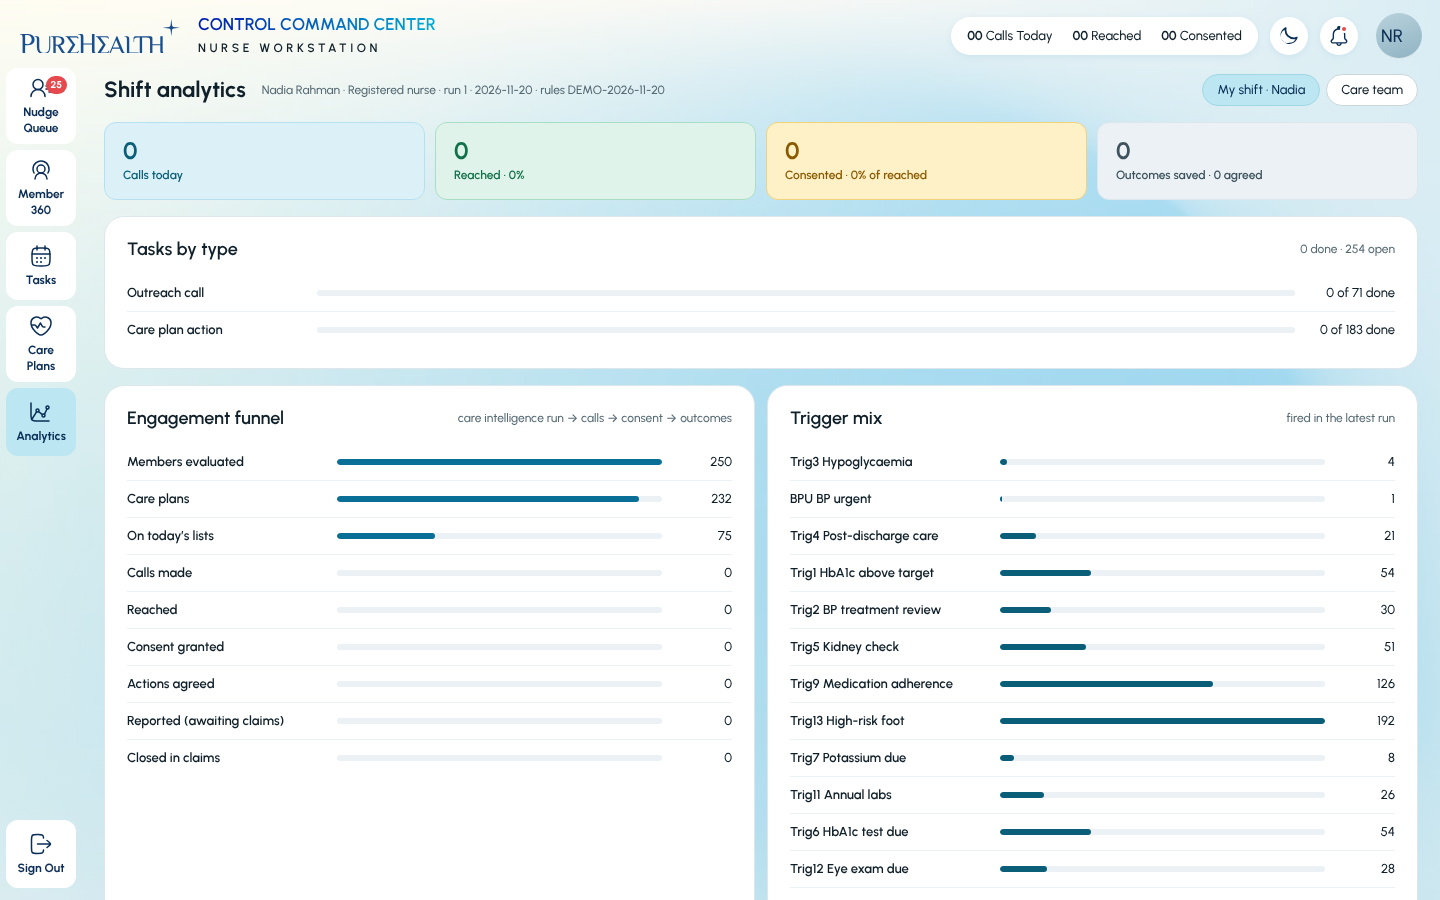 PUREHEALTH
CONTROL COMMAND CENTER
NURSE WORKSTATION
00 Calls Today 00 Reached 00 Consented
NR
25
Nudge
Queue
Member
360
Tasks
Care
Plans
Analytics
Sign Out
Shift analytics
Nadia Rahman · Registered nurse · run 1 · 2026-11-20 · rules DEMO-2026-11-20
My shift · Nadia
Care team
0
Calls today
0
Reached · 0%
0
Consented · 0% of reached
0
Outcomes saved · 0 agreed
Tasks by type
0 done · 254 open
Outreach call 0 of 71 done
Care plan action 0 of 183 done
Engagement funnel
care intelligence run → calls → consent → outcomes
Members evaluated 250
Care plans 232
On today's lists 75
Calls made 0
Reached 0
Consent granted 0
Actions agreed 0
Reported (awaiting claims) 0
Closed in claims 0
Trigger mix
fired in the latest run
Trig3 Hypoglycaemia 4
BPU BP urgent 1
Trig4 Post-discharge care 21
Trig1 HbA1c above target 54
Trig2 BP treatment review 30
Trig5 Kidney check 51
Trig9 Medication adherence 126
Trig13 High-risk foot 192
Trig7 Potassium due 8
Trig11 Annual labs 26
Trig6 HbA1c test due 54
Trig12 Eye exam due 28